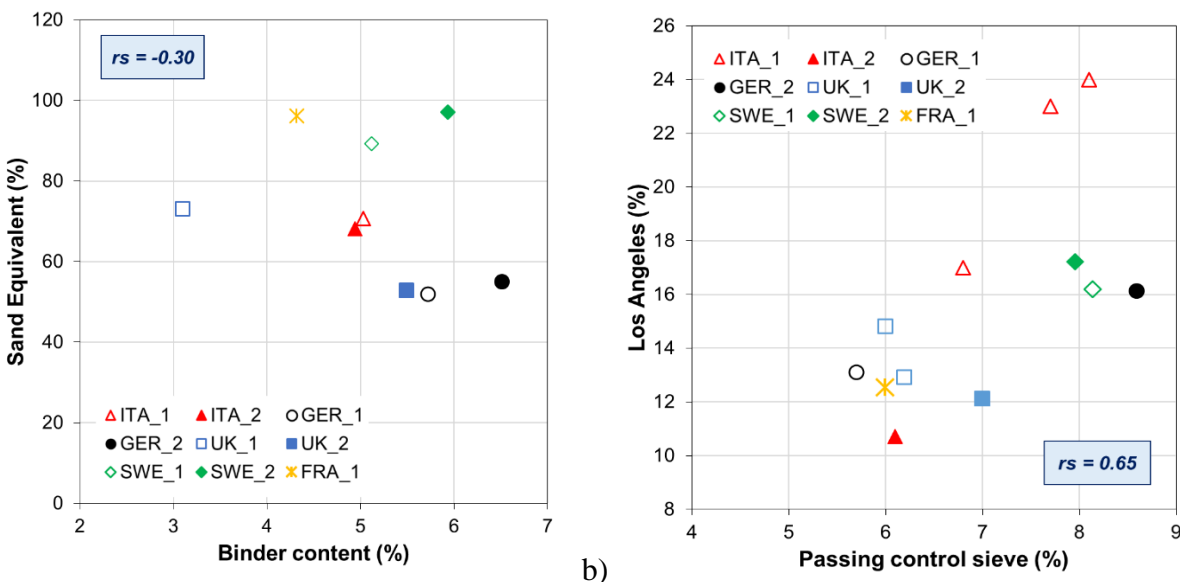 120
100
80
60
40
20
0
Sand Equivalent (%)
rs = -0.30
ITA_1 ITA_2 GER_1
GER_2 UK_1 UK_2
SWE_1 SWE_2 FRA_1
2 3 4 5 6 7
Binder content (%)
b)
26
24
22
20
18
16
14
12
10
8
Los Angeles (%)
ITA_1 ITA_2 GER_1
GER_2 UK_1 UK_2
SWE_1 SWE_2 FRA_1
rs = 0.65
4 5 6 7 8 9
Passing control sieve (%)